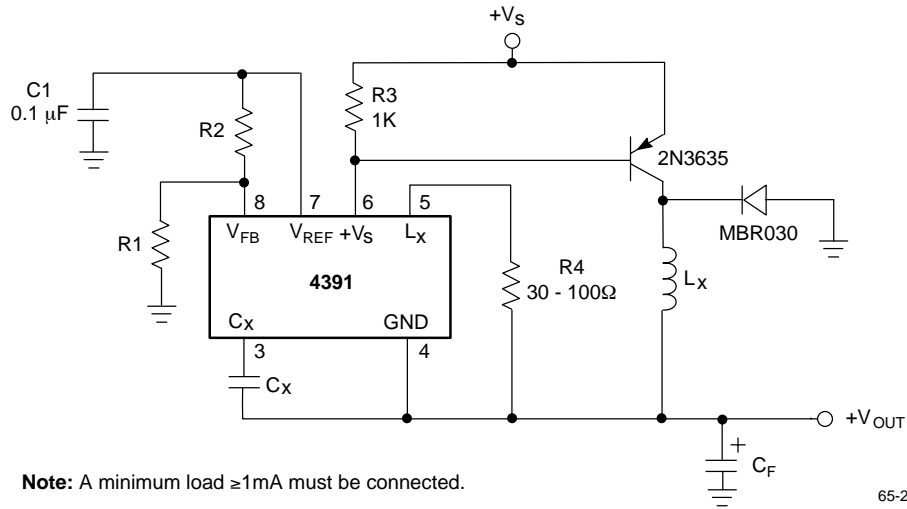 +VS
C1
0.1 µF
R2
R3
1K
2N3635
8 7 6 5
R1
VFB VREF +VS LX
MBR030
4391
R4
30 - 100Ω
LX
CX GND
3 4
CX
+VOUT
+
CF
Note: A minimum load ≥1mA must be connected.
65-2